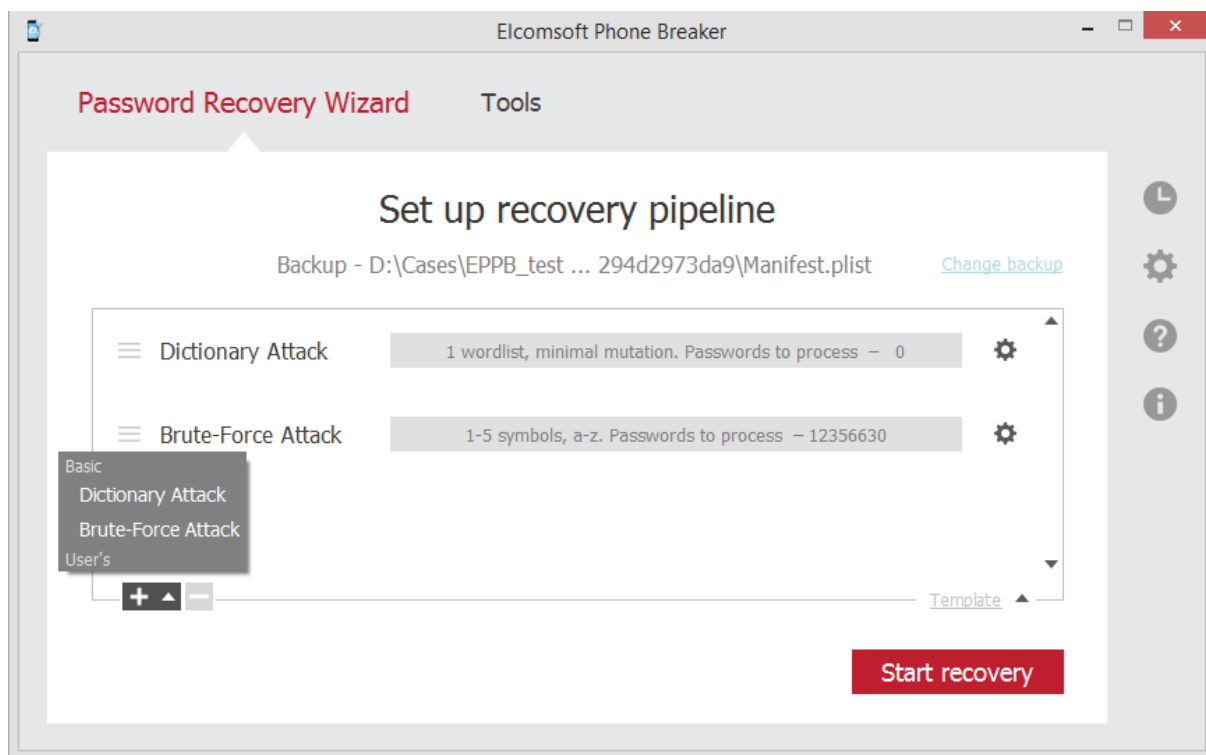 Elcomsoft Phone Breaker
Password Recovery Wizard Tools
Set up recovery pipeline
Backup - D:\Cases\EPPB_test ... 294d2973da9\Manifest.plist Change backup
Dictionary Attack 1 wordlist, minimal mutation. Passwords to process – 0
Brute-Force Attack 1-5 symbols, a-z. Passwords to process – 12356630
Basic
Dictionary Attack
Brute-Force Attack
User's
Template
Start recovery